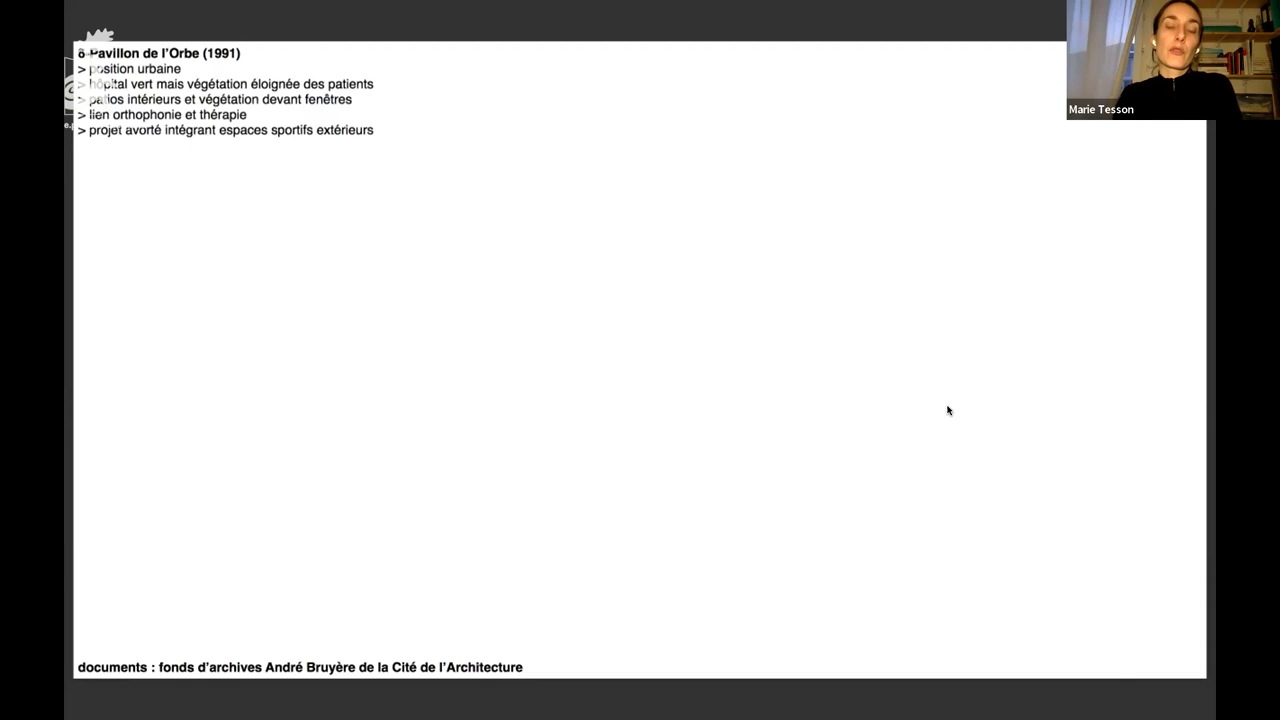 6-Pavillon de l'Orbe (1991)
> position urbaine
> hôpital vert mais végétation éloignée des patients
> patios intérieurs et végétation devant fenêtres
> lien orthophonie et thérapie
> projet avorté intégrant espaces sportifs extérieurs
Marie Tesson
documents : fonds d'archives André Bruyère de la Cité de l'Architecture